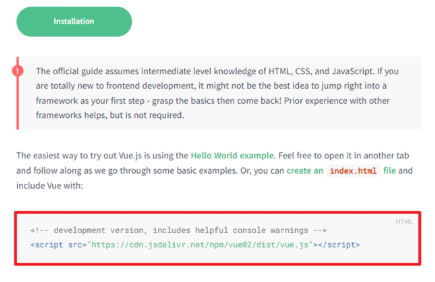 Installation
!
The official guide assumes intermediate level knowledge of HTML, CSS, and JavaScript. If you
are totally new to frontend development, it might not be the best idea to jump right into a
framework as your first step - grasp the basics then come back! Prior experience with other
frameworks helps, but is not required.
The easiest way to try out Vue.js is using the Hello World example. Feel free to open it in another tab
and follow along as we go through some basic examples. Or, you can create an index.html file and
include Vue with:
HTML
<!-- development version, includes helpful console warnings -->
<script src="https://cdn.jsdelivr.net/npm/vue@2/dist/vue.js"></script>